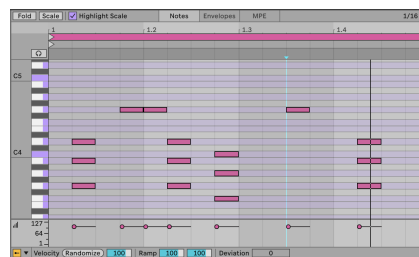 Fold Scale Highlight Scale Notes Envelopes MPE 1/16
1 1.2 1.3 1.4
C5
C4
127
64
1
Velocity Randomize 100 Ramp 100 100 Deviation 0